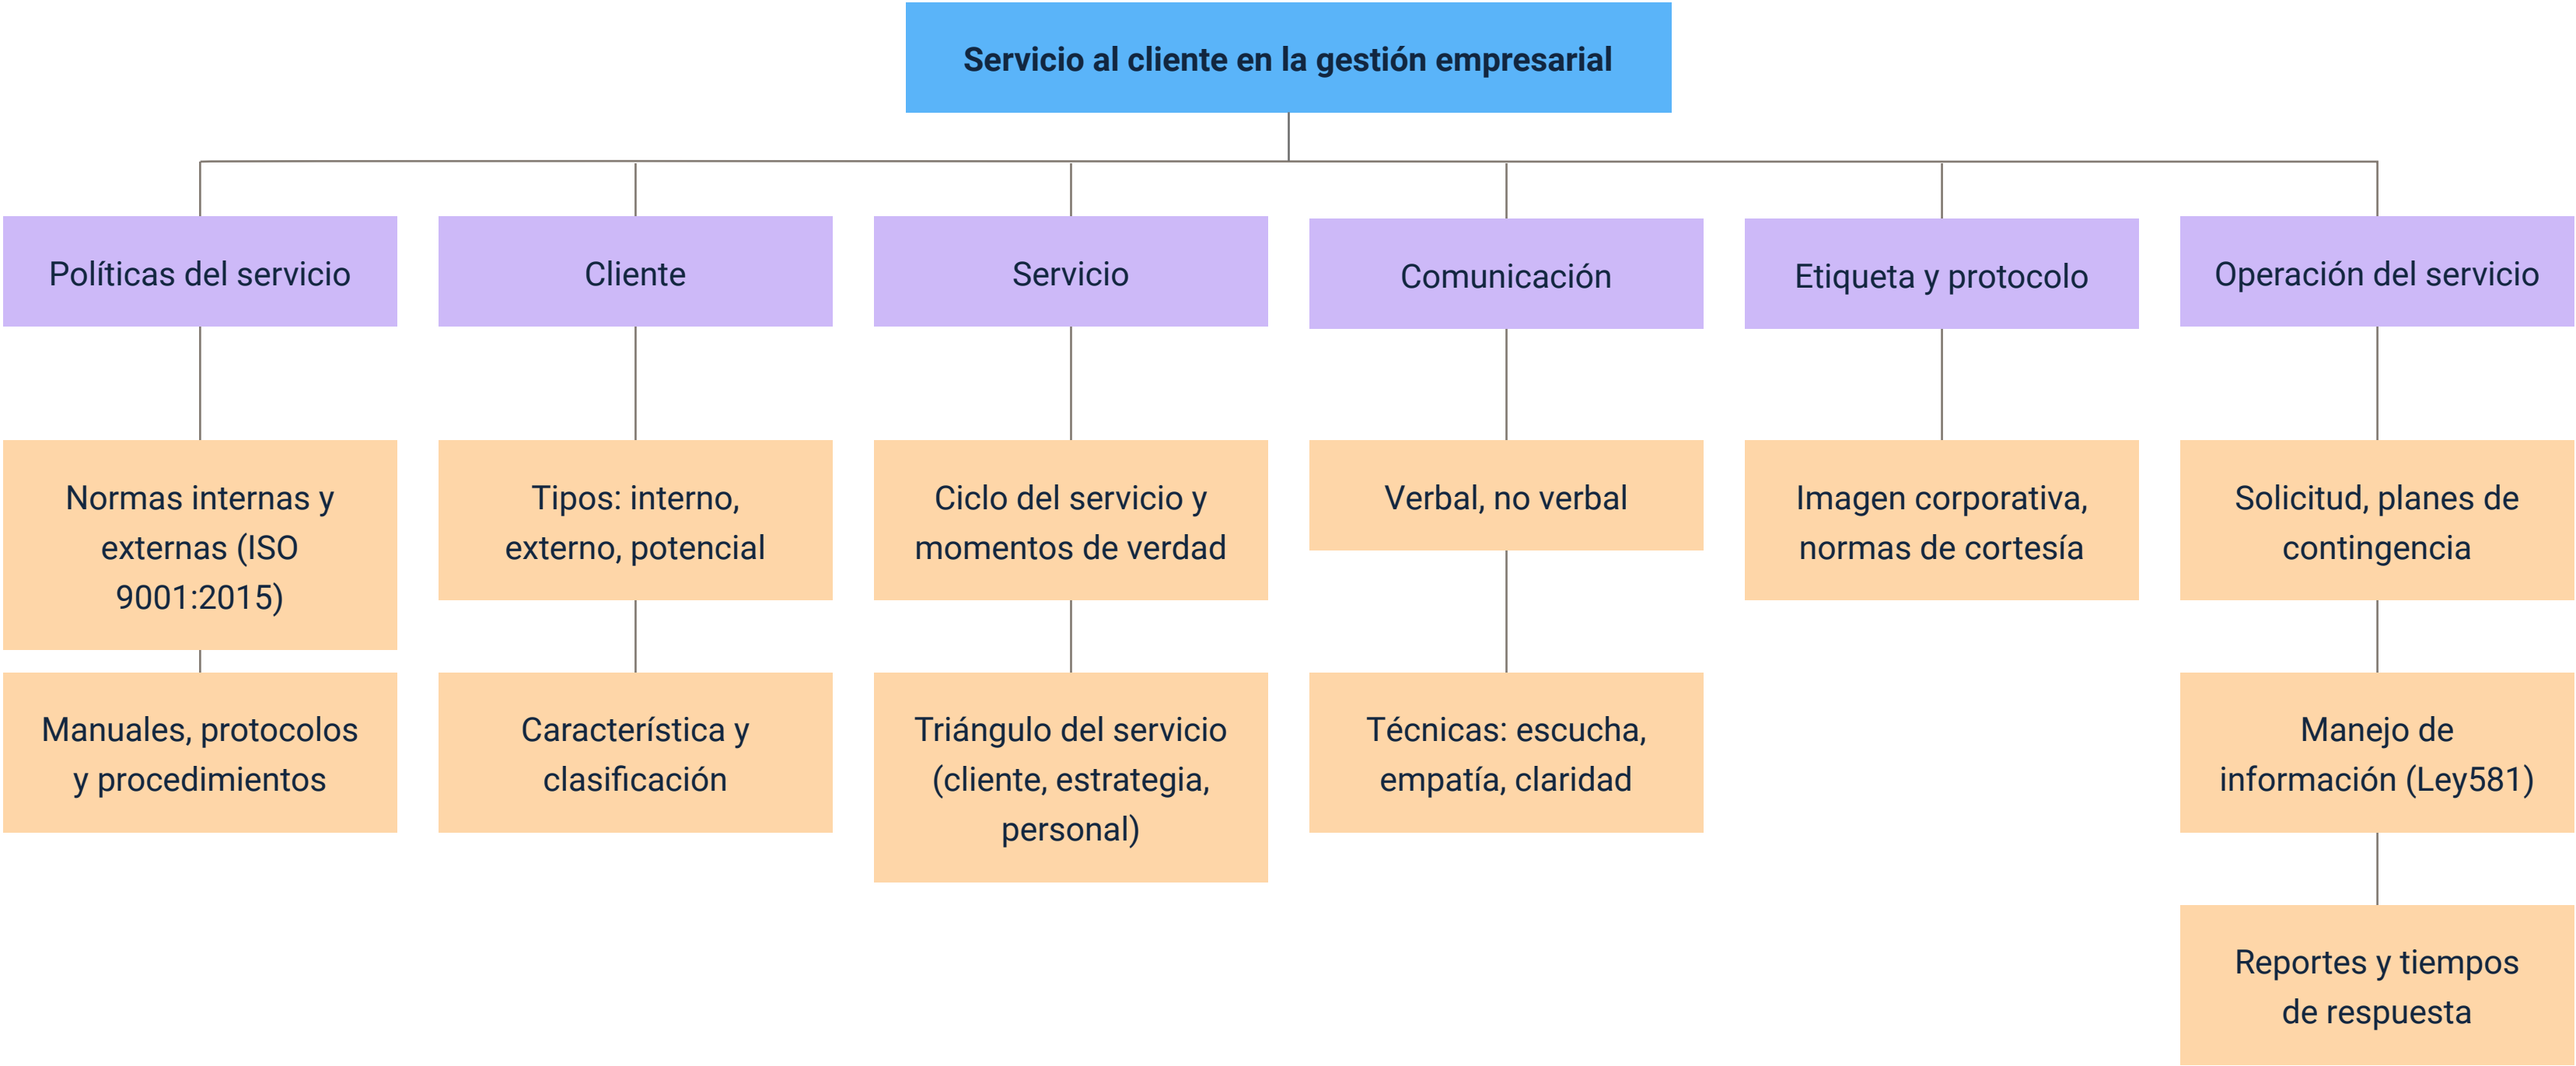 Servicio al cliente en la gestión empresarial
Políticas del servicio
Cliente
Servicio
Comunicación
Etiqueta y protocolo
Operación del servicio
Normas internas y
externas (ISO
9001:2015)
Tipos: interno,
externo, potencial
Ciclo del servicio y
momentos de verdad
Verbal, no verbal
Imagen corporativa,
normas de cortesía
Solicitud, planes de
contingencia
Manuales, protocolos
y procedimientos
Característica y
clasificación
Triángulo del servicio
(cliente, estrategia,
personal)
Técnicas: escucha,
empatía, claridad
Manejo de
información (Ley581)
Reportes y tiempos
de respuesta